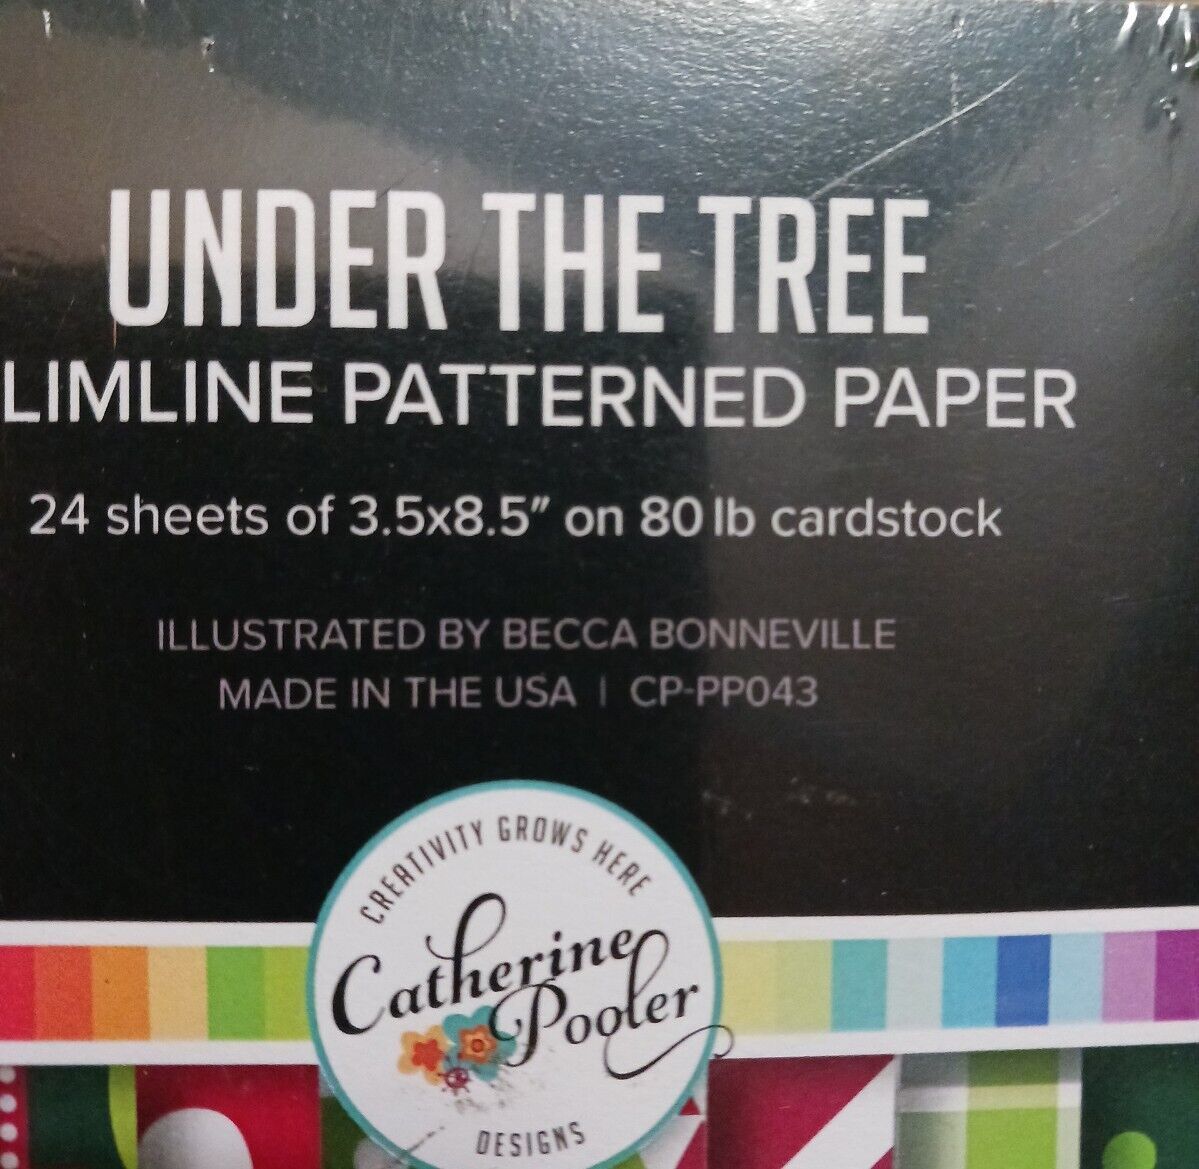 UNDER THE TREE
LIMLINE PATTERNED PAPER
24 sheets of 3.5x8.5″ on 80 lb cardstock
ILLUSTRATED BY BECCA BONNEVILLE
MADE IN THE USA | CP-PP043
CREATIVITY GROWS HERE
Catherine
Pooler
DESIGNS